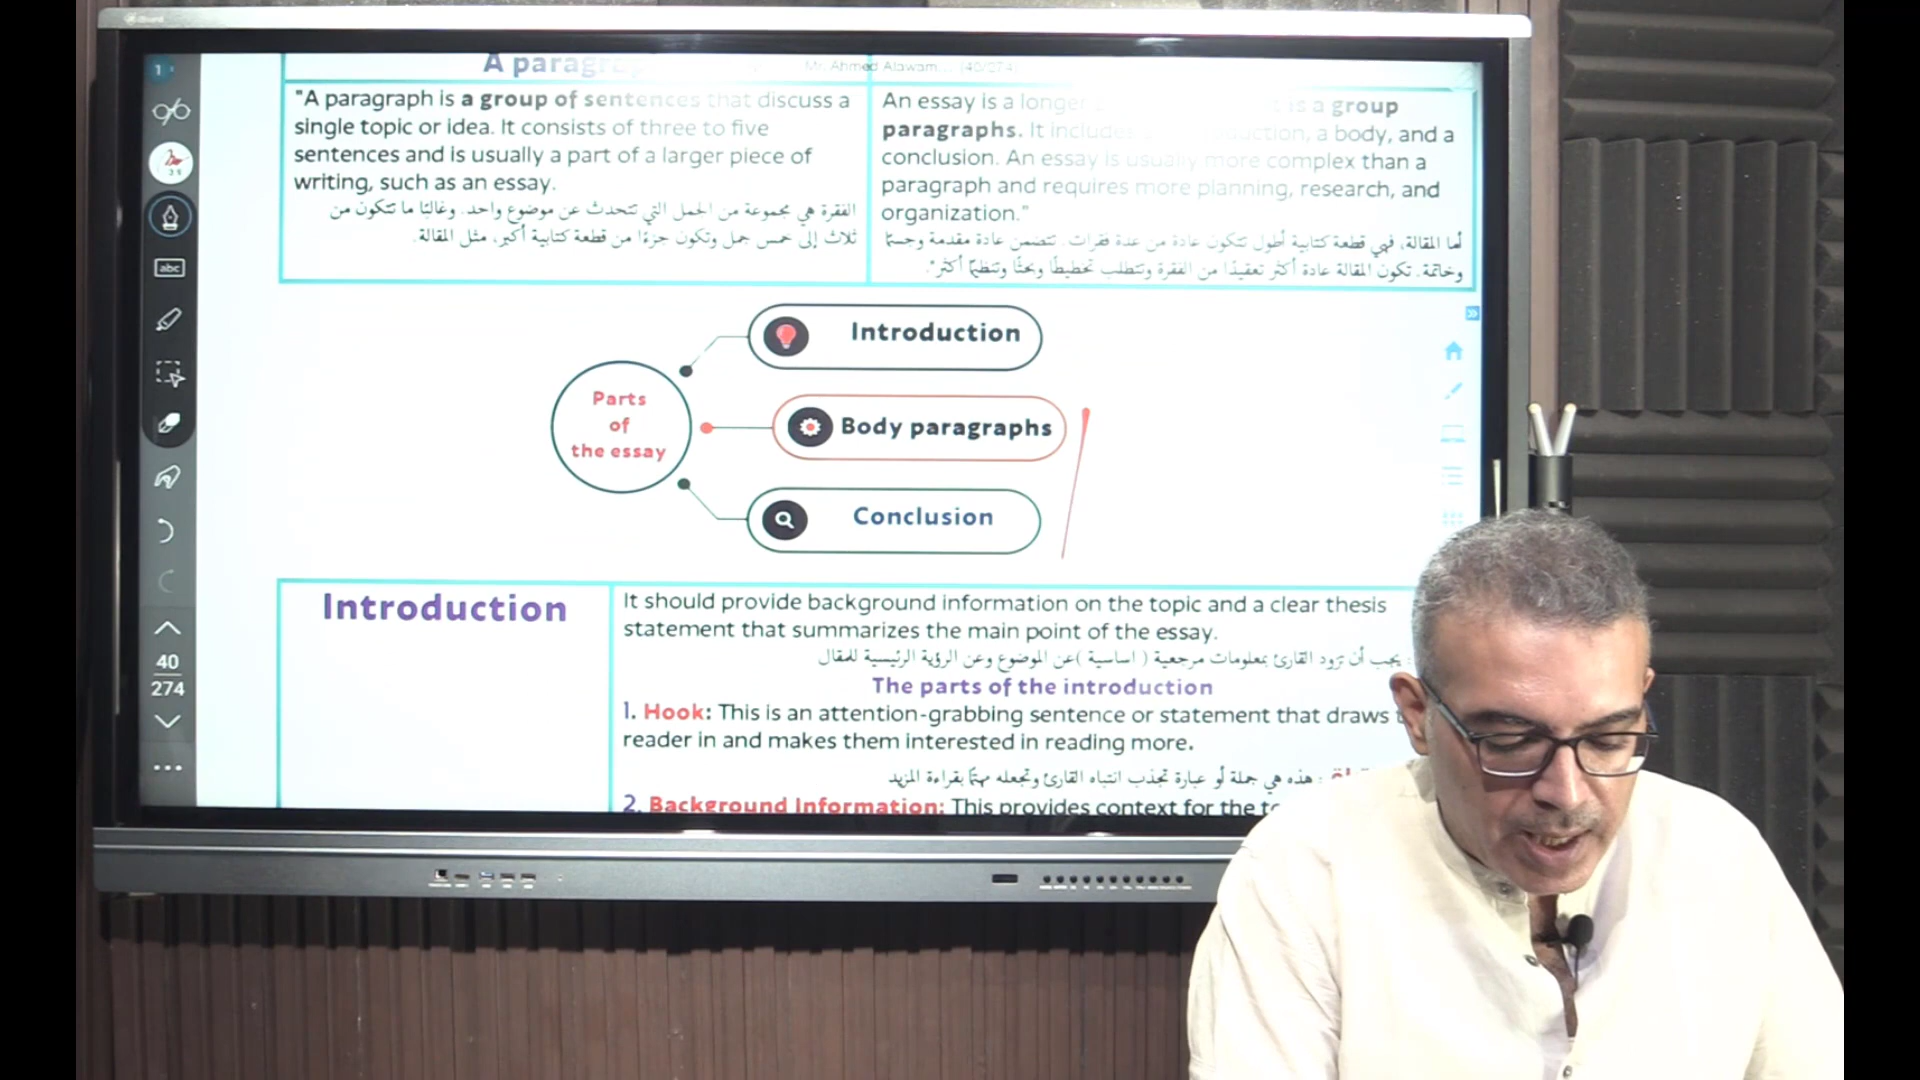 A paragr
Mr. Ahmed Alawam... (40/274)
"A paragraph is a group of sentences that discuss a
single topic or idea. It consists of three to five
sentences and is usually a part of a larger piece of
writing, such as an essay.
الفقرة هي مجموعة من الجمل التي تتحدث عن موضوع واحد. وغالبًا ما تتكون من
ثلاث إلى خمس جمل وتكون جزءًا من قطعة كتابية أكبر، مثل المقالة.
An essay is a longer is a group
paragraphs. It includes duction, a body, and a
conclusion. An essay is usually more complex than a
paragraph and requires more planning, research, and
organization."
أما المقالة، فهي قطعة كتابية أطول تتكون عادة من عدة فقرات. تتضمن عادة مقدمة وجسمًا
وخاتمة. تكون المقالة عادة أكثر تعقيدًا من الفقرة وتتطلب تخطيطًا وبحثًا وتنظيمًا أكثر".
Parts
of
the essay
Introduction
Body paragraphs
Conclusion
Introduction
It should provide background information on the topic and a clear thesis
statement that summarizes the main point of the essay.
: يجب أن تزود القارئ بمعلومات مرجعية ( اساسية )عن الموضوع وعن الرؤية الرئيسية للمقال
The parts of the introduction
1. Hook: This is an attention-grabbing sentence or statement that draws t
reader in and makes them interested in reading more.
: هذه هي جملة أو عبارة تجذب انتباه القارئ وتجعله مهتمًا بقراءة المزيد
2. Background Information: This provides context for the to
1
abc
40
274